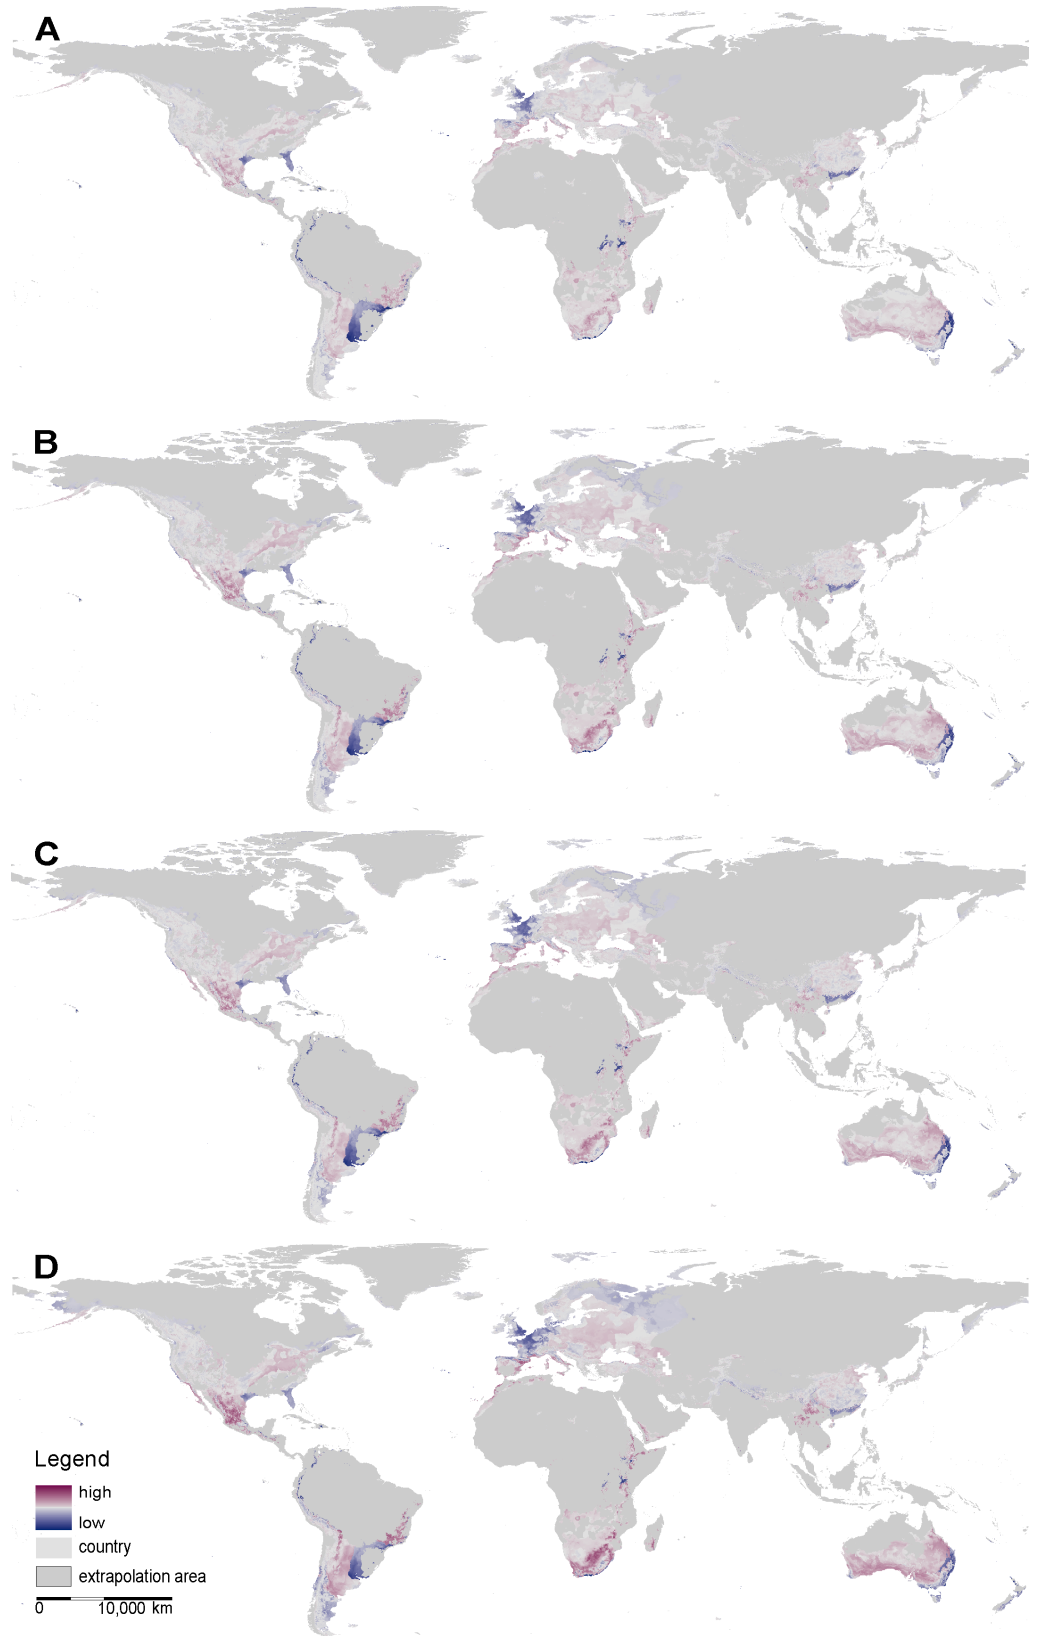 A
B
C
D
Legend
high
low
country
extrapolation area
0 10,000 km